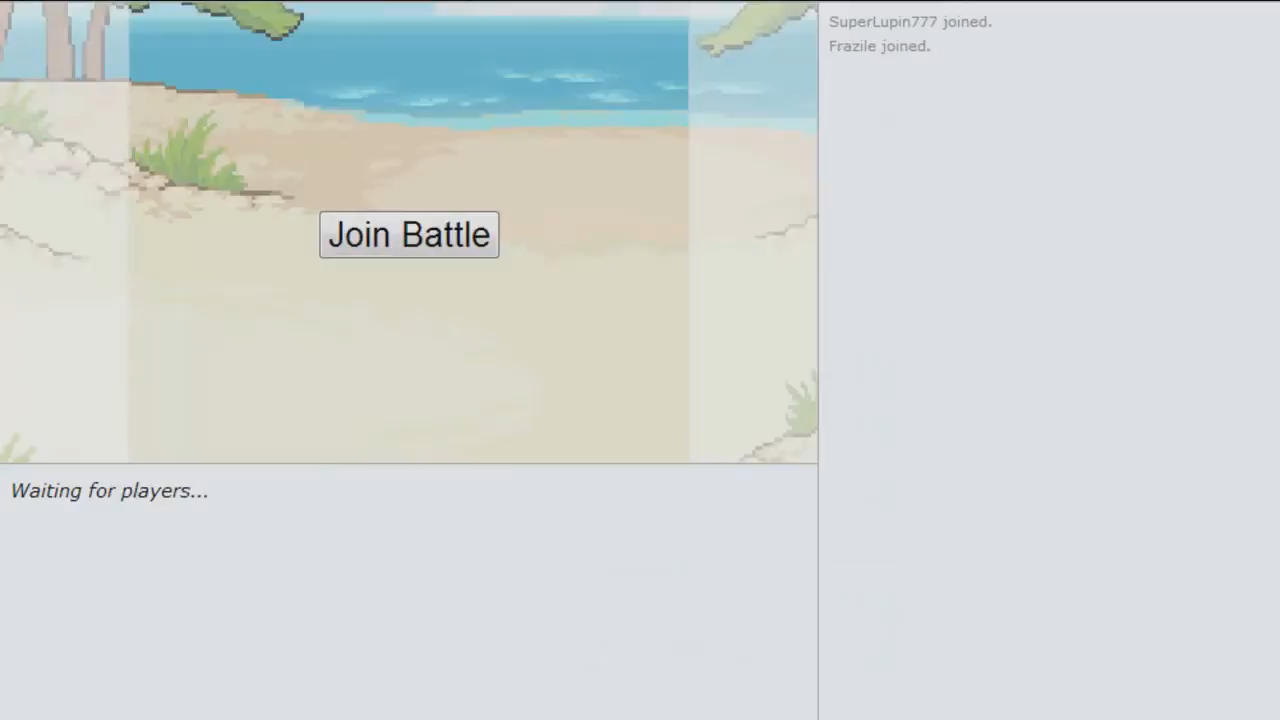 SuperLupin777 joined.
Frazile joined.
Join Battle
Waiting for players...